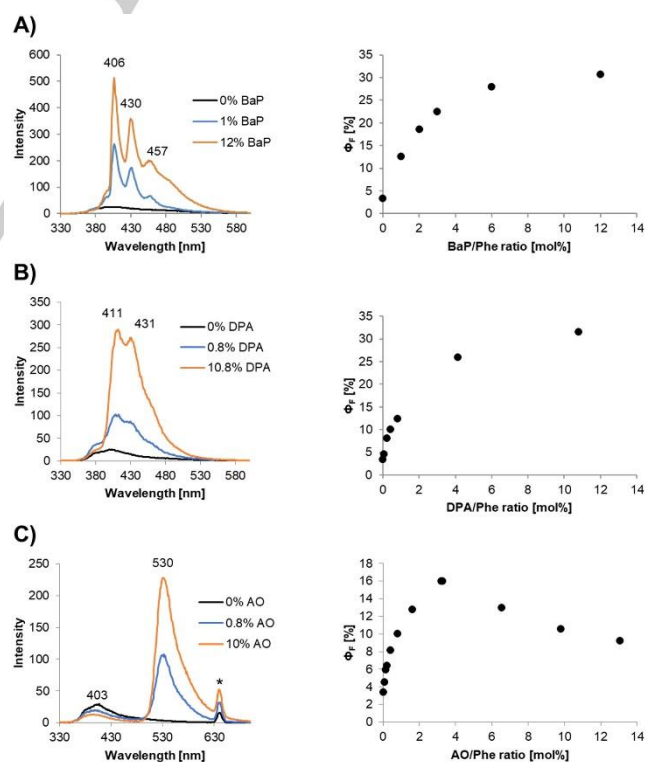 A)
600
500
400
300
200
100
0
Intensity
406
430
457
0% BaP
1% BaP
12% BaP
330 380 430 480 530 580
Wavelength [nm]
35
30
25
20
15
10
5
0
ΦF [%]
0 2 4 6 8 10 12 14
BaP/Phe ratio [mol%]
B)
350
300
250
200
150
100
50
0
Intensity
411
431
0% DPA
0.8% DPA
10.8% DPA
330 380 430 480 530 580
Wavelength [nm]
35
30
25
20
15
10
5
0
ΦF [%]
0 2 4 6 8 10 12 14
DPA/Phe ratio [mol%]
C)
250
200
150
100
50
0
Intensity
403
530
*
0% AO
0.8% AO
10% AO
330 430 530 630
Wavelength [nm]
18
16
14
12
10
8
6
4
2
0
ΦF [%]
0 2 4 6 8 10 12 14
AO/Phe ratio [mol%]